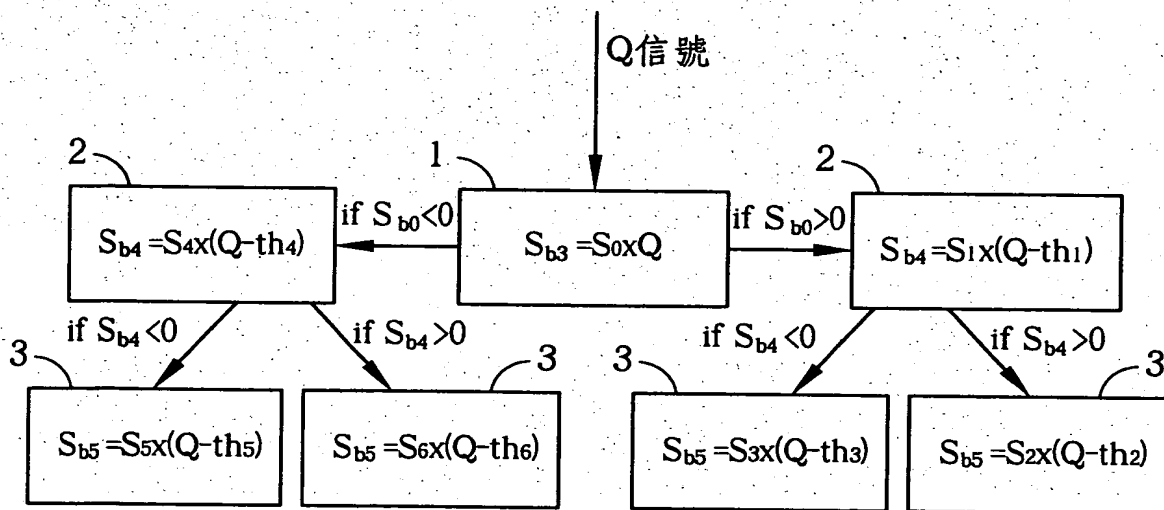 Q信號
2
1
2
if S_b0<0
if S_b0>0
S_b4=S_4x(Q-th_4)
S_b3=S_0xQ
S_b4=S_1x(Q-th_1)
if S_b4<0
if S_b4>0
if S_b4<0
if S_b4>0
3
3
3
3
S_b5=S_5x(Q-th_5)
S_b5=S_6x(Q-th_6)
S_b5=S_3x(Q-th_3)
S_b5=S_2x(Q-th_2)